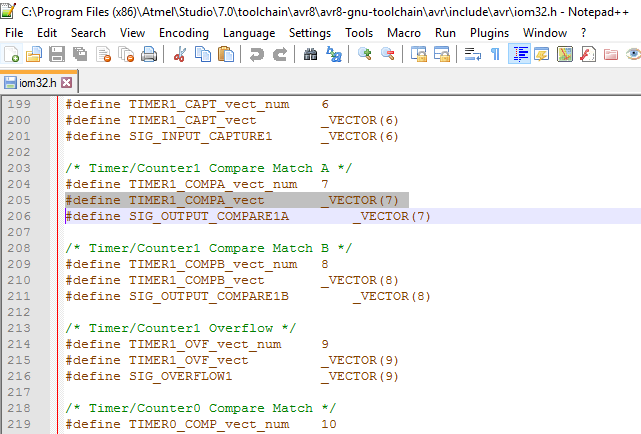 C:\Program Files (x86)\Atmel\Studio\7.0\toolchain\avr8\avr8-gnu-toolchain\avr\include\avr\iom32.h - Notepad++
File Edit Search View Encoding Language Settings Tools Macro Run Plugins Window ?
iom32.h
199 #define TIMER1_CAPT_vect_num 6
200 #define TIMER1_CAPT_vect _VECTOR(6)
201 #define SIG_INPUT_CAPTURE1 _VECTOR(6)
202
203 /* Timer/Counter1 Compare Match A */
204 #define TIMER1_COMPA_vect_num 7
205 #define TIMER1_COMPA_vect _VECTOR(7)
206 #define SIG_OUTPUT_COMPARE1A _VECTOR(7)
207
208 /* Timer/Counter1 Compare Match B */
209 #define TIMER1_COMPB_vect_num 8
210 #define TIMER1_COMPB_vect _VECTOR(8)
211 #define SIG_OUTPUT_COMPARE1B _VECTOR(8)
212
213 /* Timer/Counter1 Overflow */
214 #define TIMER1_OVF_vect_num 9
215 #define TIMER1_OVF_vect _VECTOR(9)
216 #define SIG_OVERFLOW1 _VECTOR(9)
217
218 /* Timer/Counter0 Compare Match */
219 #define TIMER0_COMP_vect_num 10